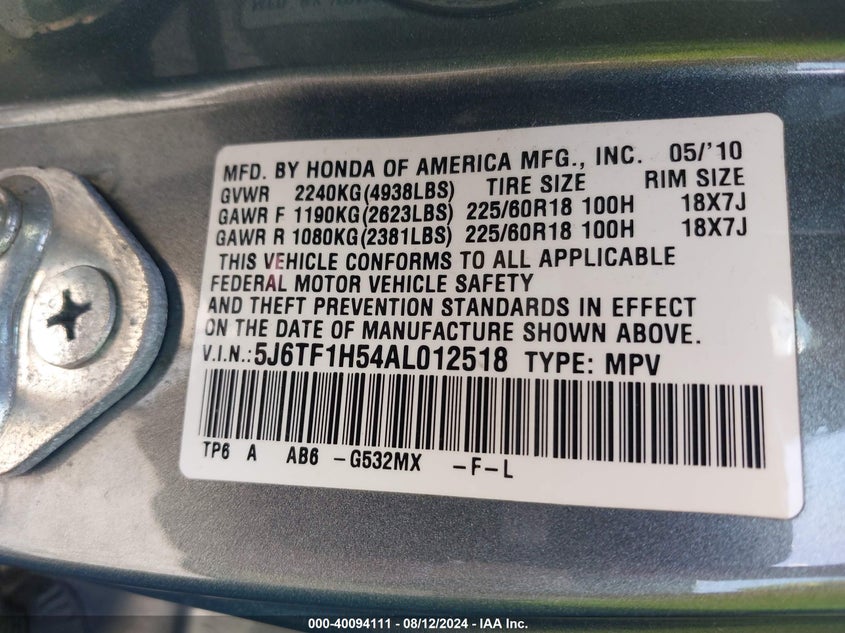 MFD. BY HONDA OF AMERICA MFG., INC. 05/'10
GVWR 2240KG(4938LBS) TIRE SIZE RIM SIZE
GAWR F 1190KG(2623LBS) 225/60R18 100H 18X7J
GAWR R 1080KG(2381LBS) 225/60R18 100H 18X7J
THIS VEHICLE CONFORMS TO ALL APPLICABLE
FEDERAL MOTOR VEHICLE SAFETY
AND THEFT PREVENTION STANDARDS IN EFFECT
ON THE DATE OF MANUFACTURE SHOWN ABOVE.
V.I.N.:5J6TF1H54AL012518 TYPE: MPV
TP6 A AB6 -G532MX -F-L
000-40094111 - 08/12/2024 - IAA Inc.